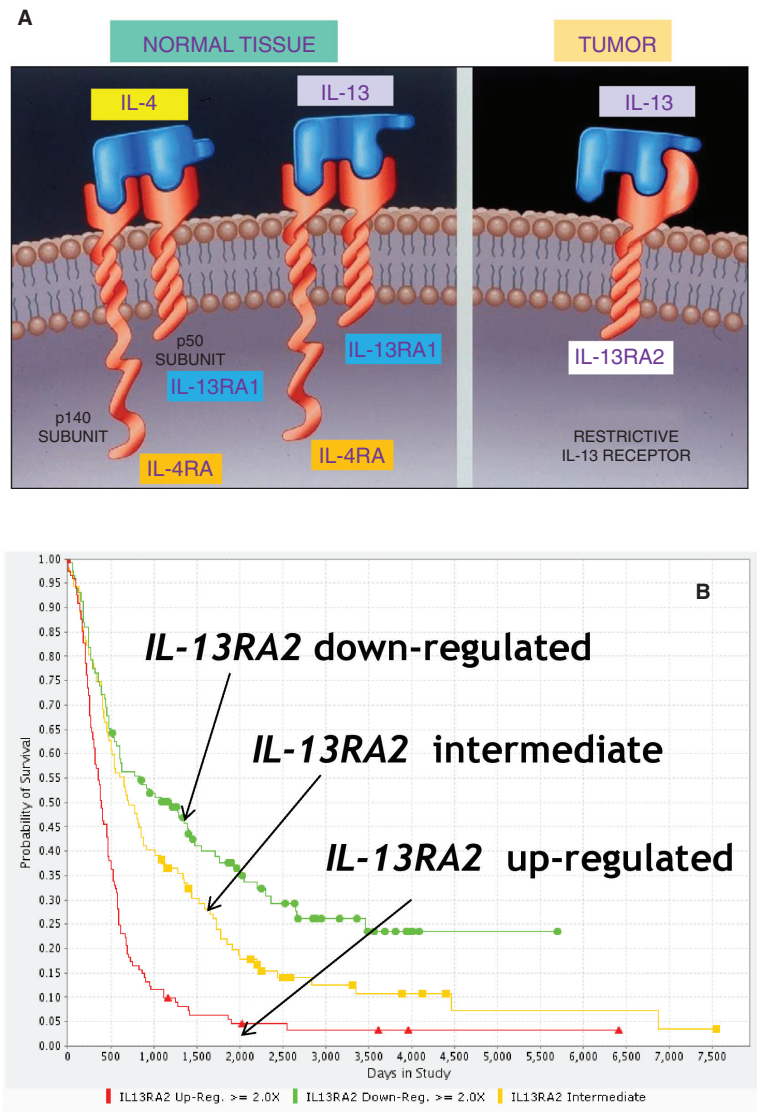 A
NORMAL TISSUE
TUMOR
IL-4
IL-13
IL-13
p50
SUBUNIT
IL-13RA1
IL-13RA1
IL-13RA2
p140
SUBUNIT
IL-4RA
IL-4RA
RESTRICTIVE
IL-13 RECEPTOR
B
IL-13RA2 down-regulated
IL-13RA2 intermediate
IL-13RA2 up-regulated
Probability of Survival
1.00
0.95
0.90
0.85
0.80
0.75
0.70
0.65
0.60
0.55
0.50
0.45
0.40
0.35
0.30
0.25
0.20
0.15
0.10
0.05
0.00
0 500 1,000 1,500 2,000 2,500 3,000 3,500 4,000 4,500 5,000 5,500 6,000 6,500 7,000 7,500
Days in Study
IL13RA2 Up-Reg. >= 2.0X IL13RA2 Down-Reg. >= 2.0X IL13RA2 Intermediate